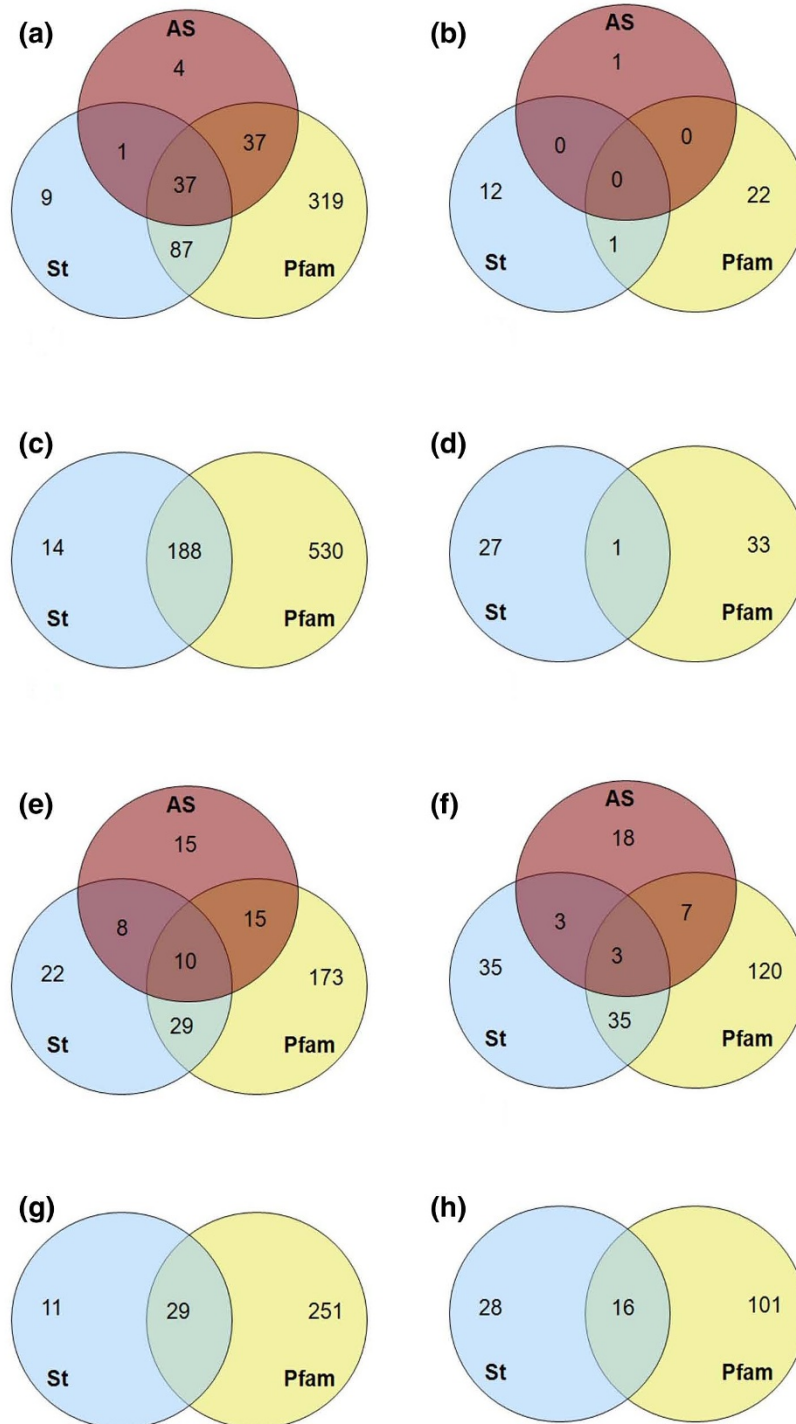 (a)
AS
4
1
37
37
9
319
87
St
Pfam
(b)
AS
1
0
0
0
12
22
1
St
Pfam
(c)
14
188
530
St
Pfam
(d)
27
1
33
St
Pfam
(e)
AS
15
8
15
10
22
173
29
St
Pfam
(f)
AS
18
3
7
3
35
120
35
St
Pfam
(g)
11
29
251
St
Pfam
(h)
28
16
101
St
Pfam